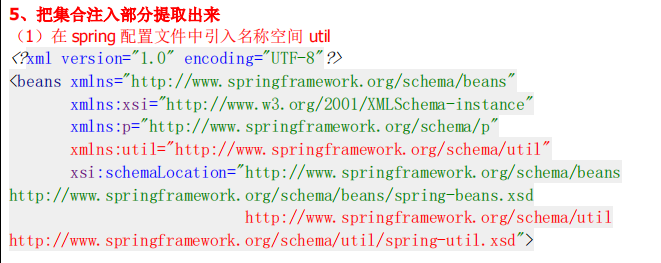 5、把集合注入部分提取出来
（1）在 spring 配置文件中引入名称空间 util
<?xml version="1.0" encoding="UTF-8"?>
<beans xmlns="http://www.springframework.org/schema/beans"
xmlns:xsi="http://www.w3.org/2001/XMLSchema-instance"
xmlns:p="http://www.springframework.org/schema/p"
xmlns:util="http://www.springframework.org/schema/util"
xsi:schemaLocation="http://www.springframework.org/schema/beans
http://www.springframework.org/schema/beans/spring-beans.xsd
http://www.springframework.org/schema/util
http://www.springframework.org/schema/util/spring-util.xsd">